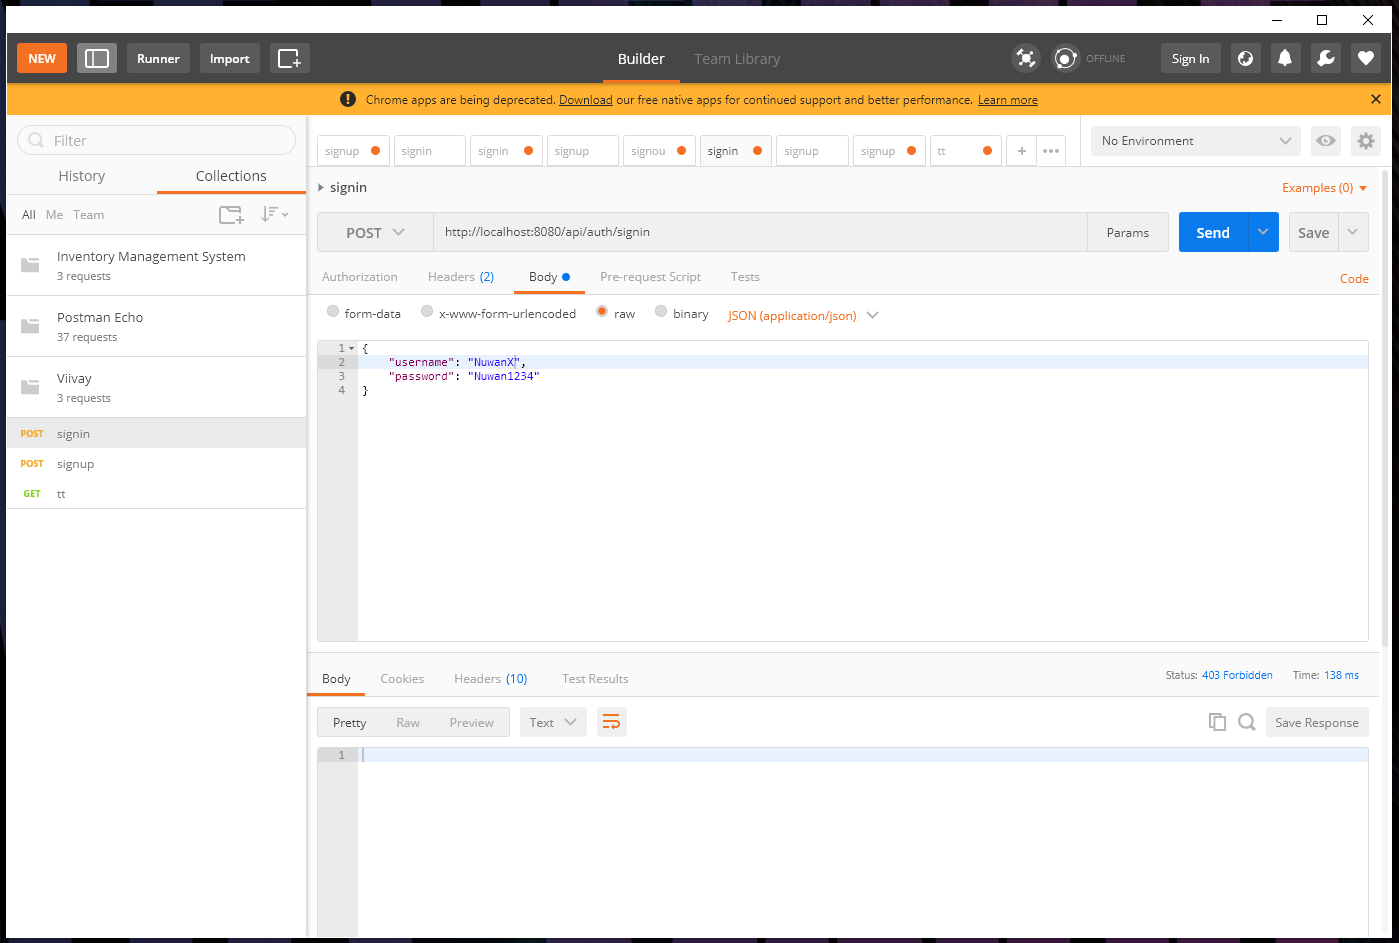 NEW Runner Import Builder Team Library OFFLINE Sign In
Chrome apps are being deprecated. Download our free native apps for continued support and better performance. Learn more
Filter
History Collections
All Me Team
Inventory Management System
3 requests
Postman Echo
37 requests
Viivay
3 requests
POST signin
POST signup
GET tt
signup signin signin signup signou signin signup signup tt + •••
No Environment
signin
Examples (0)
POST http://localhost:8080/api/auth/signin Params Send Save
Authorization Headers (2) Body Pre-request Script Tests Code
form-data x-www-form-urlencoded raw binary JSON (application/json)
1 {
2 "username": "NuwanX",
3 "password": "Nuwan1234"
4 }
Body Cookies Headers (10) Test Results Status: 403 Forbidden Time: 138 ms
Pretty Raw Preview Text Save Response
1